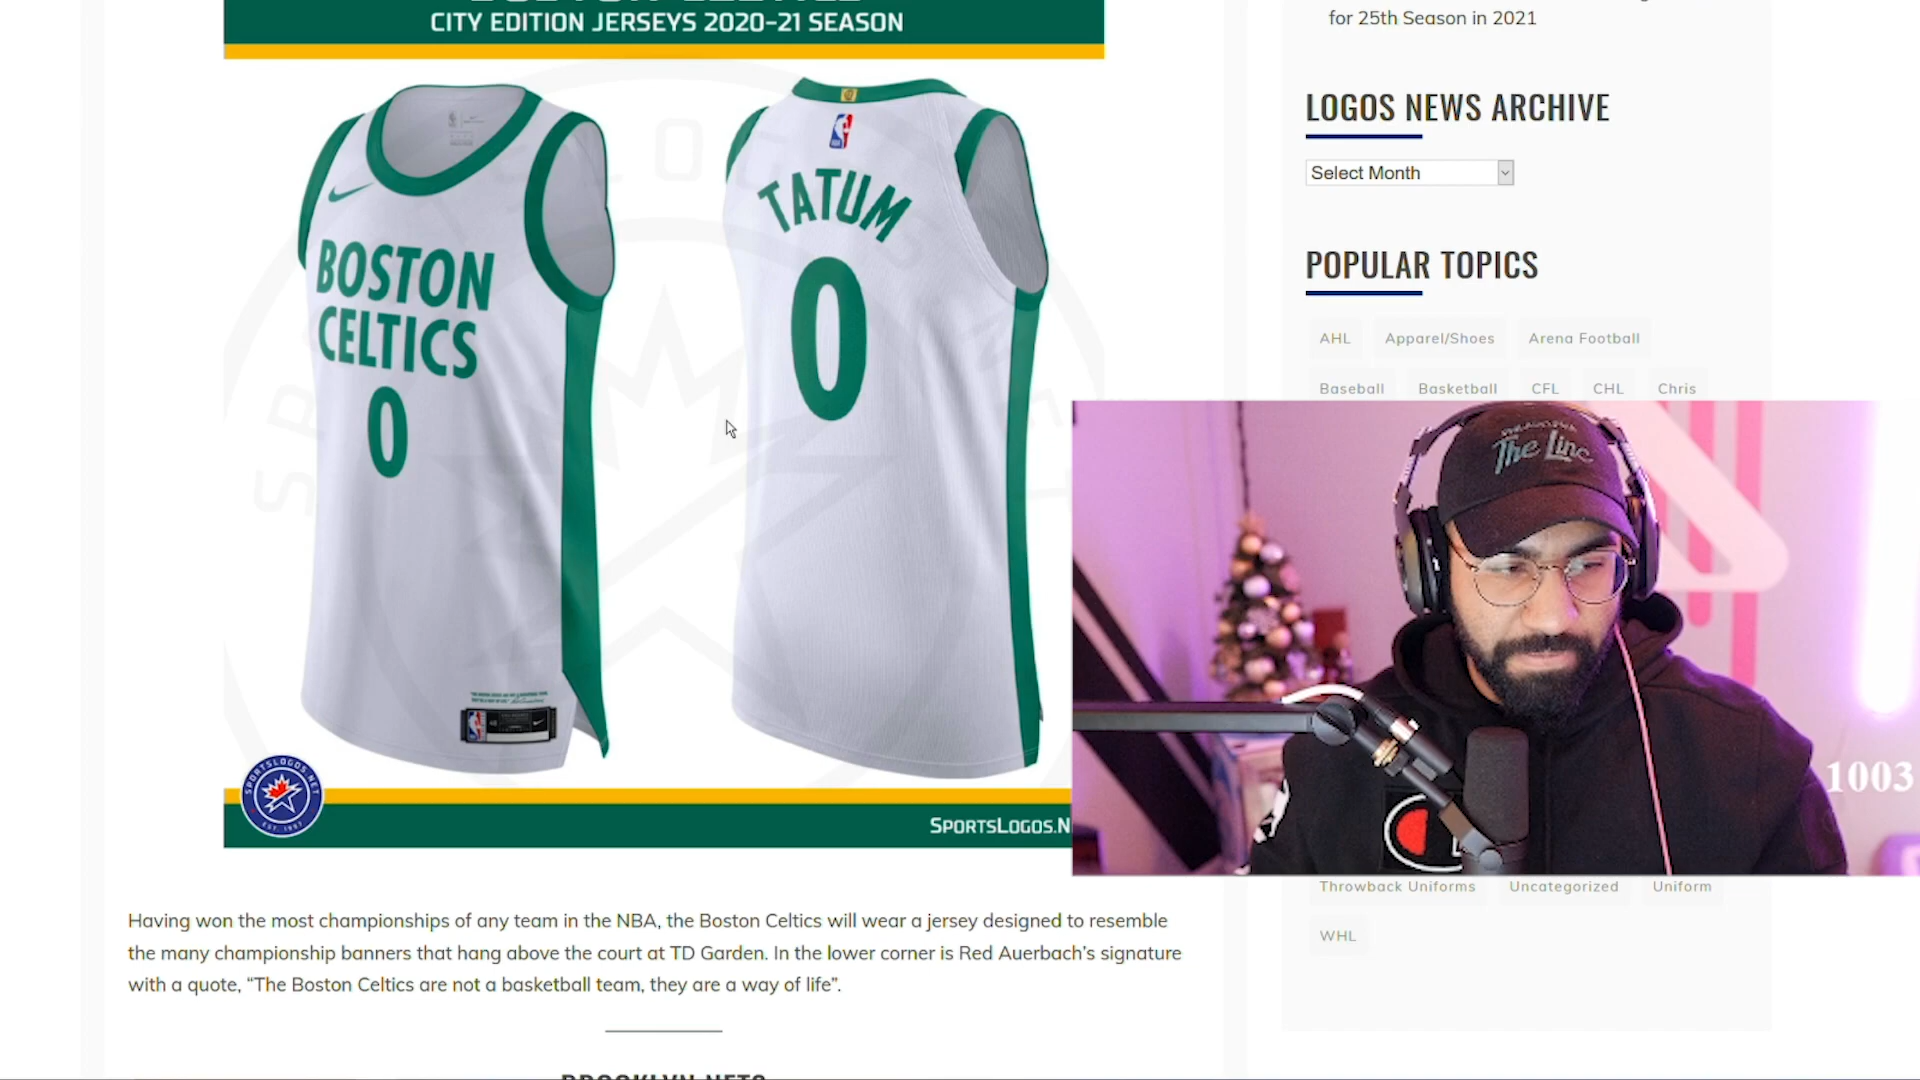 CITY EDITION JERSEYS 2020-21 SEASON
BOSTON
CELTICS
0
TATUM
0
SPORTSLOGOS.NET
EST. 1997
SPORTSLOGOS.N
Having won the most championships of any team in the NBA, the Boston Celtics will wear a jersey designed to resemble
the many championship banners that hang above the court at TD Garden. In the lower corner is Red Auerbach’s signature
with a quote, “The Boston Celtics are not a basketball team, they are a way of life”.
for 25th Season in 2021
LOGOS NEWS ARCHIVE
Select Month
POPULAR TOPICS
AHL
Apparel/Shoes
Arena Football
Baseball
Basketball
CFL
CHL
Chris
The Linc
1003
Throwback Uniforms
Uncategorized
Uniform
WHL